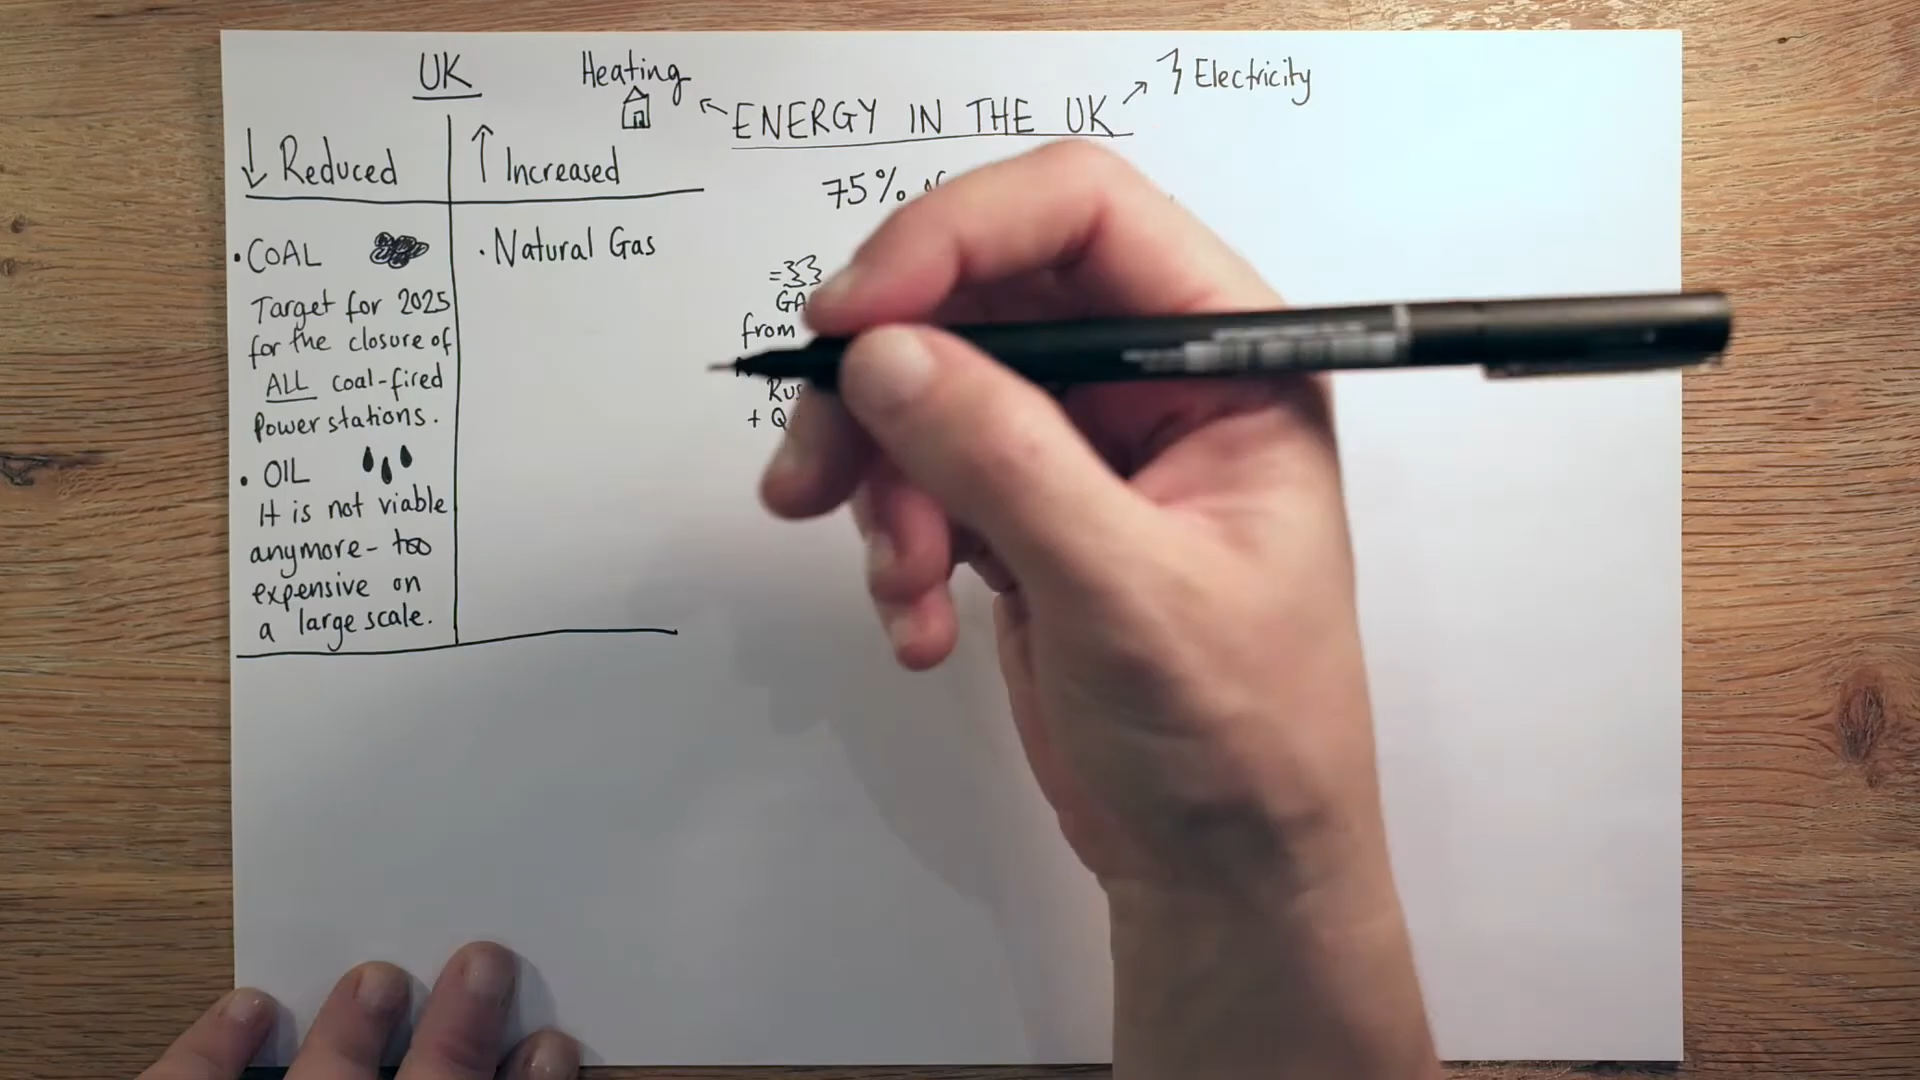 UK
Heating
Electricity
ENERGY IN THE UK
↓ Reduced
↑ Increased
75%
• COAL
• Natural Gas
Target for 2025
for the closure of
ALL coal-fired
Power stations.
from
+
• OIL
It is not viable
anymore - too
expensive on
a large scale.